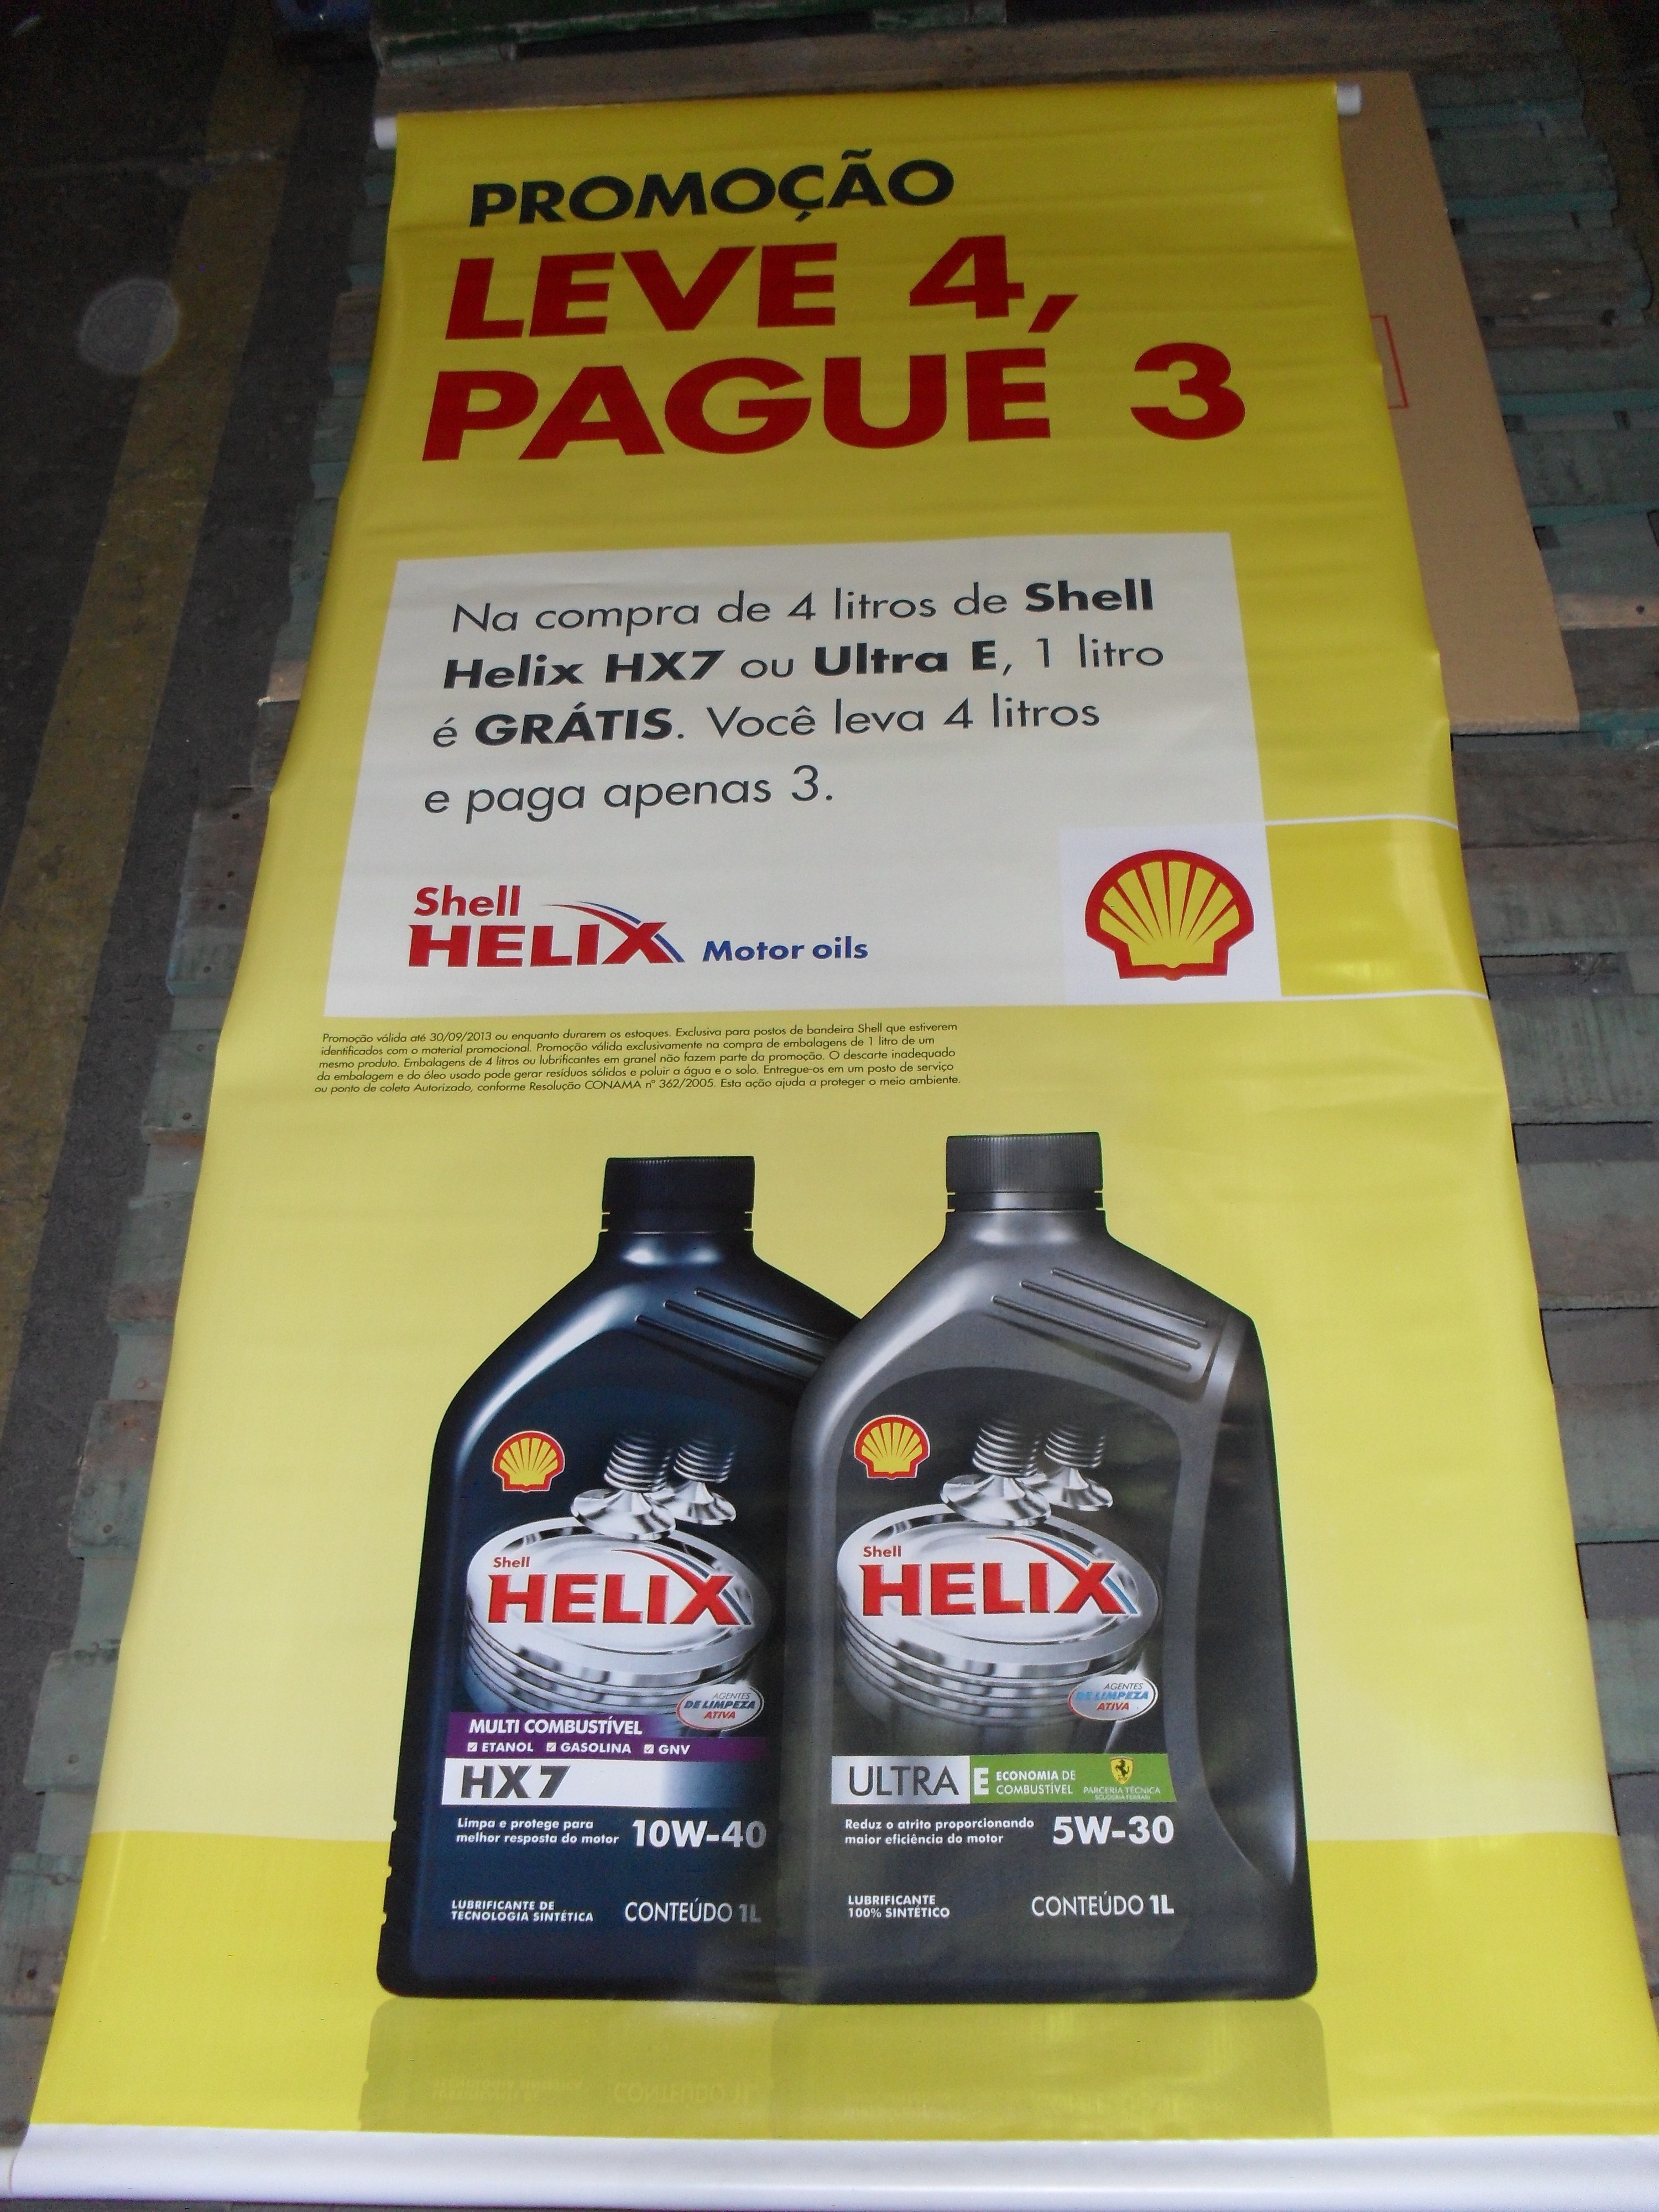 PROMOÇÃO
LEVE 4,
PAGUE 3
Na compra de 4 litros de Shell
Helix HX7 ou Ultra E, 1 litro
é GRÁTIS. Você leva 4 litros
e paga apenas 3.
Shell
HELIX Motor oils
Promoção válida até 30/09/2013 ou enquanto durarem os estoques. Exclusiva para postos de bandeira Shell que estiverem
identificados com o material promocional. Promoção válida exclusivamente na compra de embalagens de 1 litro de um
mesmo produto. Embalagens de 4 litros ou lubrificantes em granel não fazem parte da promoção. O descarte inadequado
da embalagem e do óleo usado pode gerar resíduos sólidos e poluir a água e o solo. Entregue-os em um posto de serviço
ou ponto de coleta Autorizado, conforme Resolução CONAMA nº 362/2005. Esta ação ajuda a proteger o meio ambiente.
Shell
HELIX
AGENTES
DE LIMPEZA
ATIVA
MULTI COMBUSTÍVEL
ETANOL GASOLINA GNV
HX7
Limpa e protege para
melhor resposta do motor
10W-40
LUBRIFICANTE DE
TECNOLOGIA SINTÉTICA
CONTEÚDO 1L
Shell
HELIX
AGENTES
DE LIMPEZA
ATIVA
ULTRA E
ECONOMIA DE
COMBUSTÍVEL
PARCERIA TÉCNICA
SCUDERIA FERRARI
Reduz o atrito proporcionando
maior eficiência do motor
5W-30
LUBRIFICANTE
100% SINTÉTICO
CONTEÚDO 1L